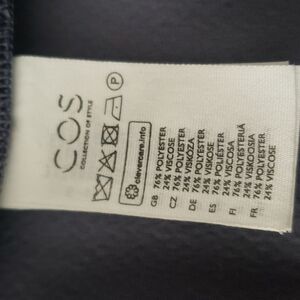 COS
COLLECTION OF STYLE
P
clevercare.info
GB 76% POLYESTER
24% VISCOSE
CZ 76% POLYESTER
24% VISKÓZA
DE 76% POLYESTER
24% VISKOSE
ES 76% POLIÉSTER
24% VISCOSA
FI 76% POLYESTERIÄ
24% VISKOOSIA
FR 76% POLYESTER
24% VISCOSE